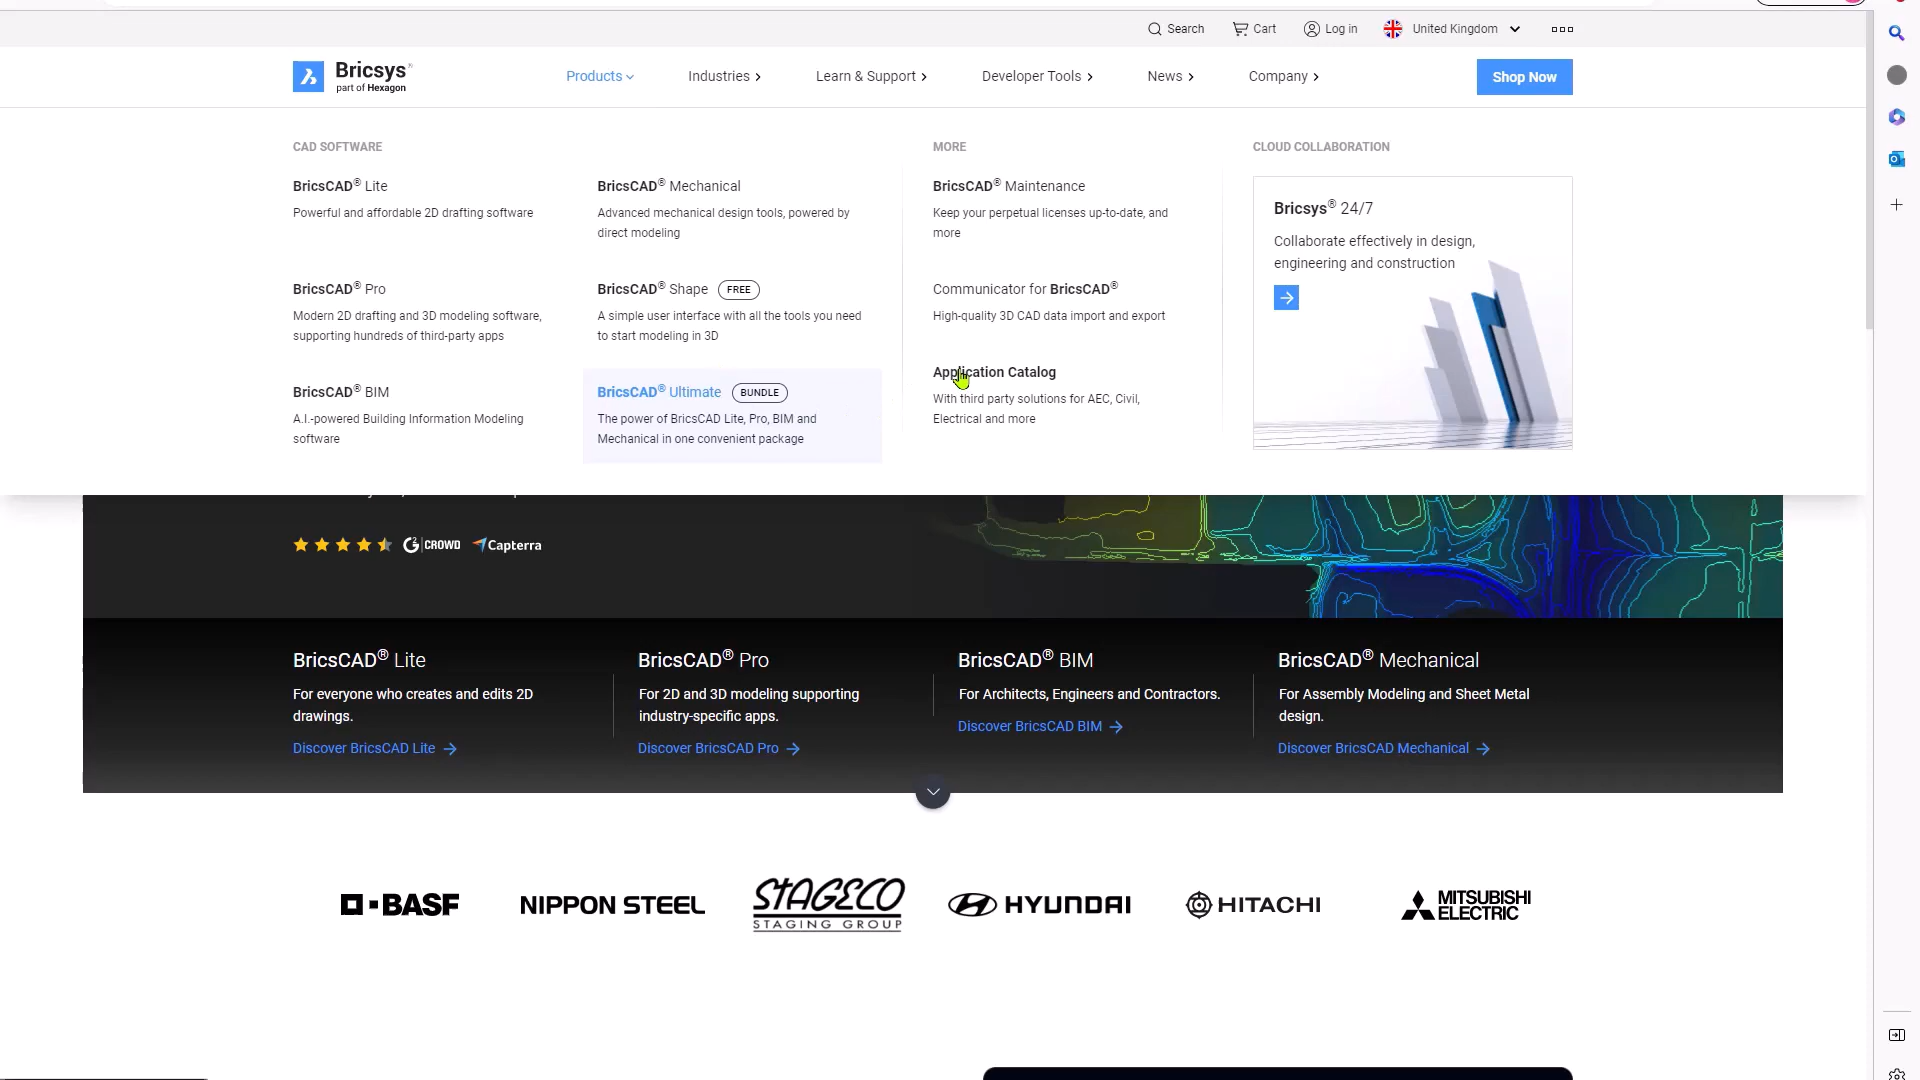 Search
Cart
Log in
United Kingdom
Bricsys®
part of Hexagon
Products
Industries
Learn & Support
Developer Tools
News
Company
Shop Now
CAD SOFTWARE
BricsCAD® Lite
Powerful and affordable 2D drafting software
BricsCAD® Pro
Modern 2D drafting and 3D modeling software,
supporting hundreds of third-party apps
BricsCAD® BIM
A.I.-powered Building Information Modeling
software
BricsCAD® Mechanical
Advanced mechanical design tools, powered by
direct modeling
BricsCAD® Shape FREE
A simple user interface with all the tools you need
to start modeling in 3D
BricsCAD® Ultimate BUNDLE
The power of BricsCAD Lite, Pro, BIM and
Mechanical in one convenient package
MORE
BricsCAD® Maintenance
Keep your perpetual licenses up-to-date, and
more
Communicator for BricsCAD®
High-quality 3D CAD data import and export
Application Catalog
With third party solutions for AEC, Civil,
Electrical and more
CLOUD COLLABORATION
Bricsys® 24/7
Collaborate effectively in design,
engineering and construction
G2 CROWD
Capterra
BricsCAD® Lite
For everyone who creates and edits 2D
drawings.
Discover BricsCAD Lite
BricsCAD® Pro
For 2D and 3D modeling supporting
industry-specific apps.
Discover BricsCAD Pro
BricsCAD® BIM
For Architects, Engineers and Contractors.
Discover BricsCAD BIM
BricsCAD® Mechanical
For Assembly Modeling and Sheet Metal
design.
Discover BricsCAD Mechanical
BASF
NIPPON STEEL
STAGECO
STAGING GROUP
HYUNDAI
HITACHI
MITSUBISHI
ELECTRIC